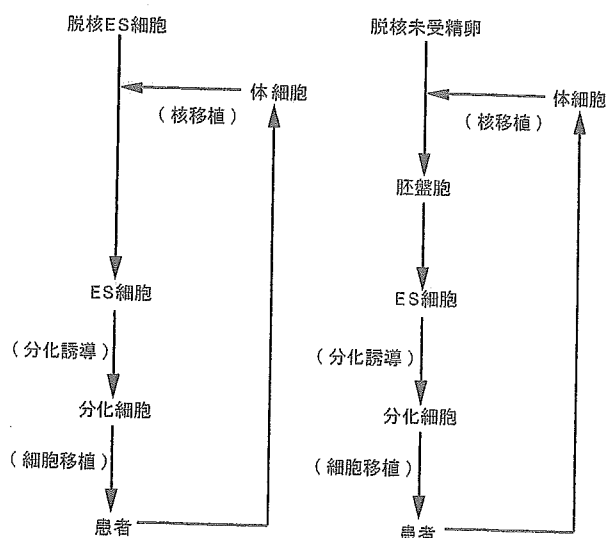 脱核ES細胞
体細胞
(核移植)
ES細胞
(分化誘導)
分化細胞
(細胞移植)
患者
脱核未受精卵
体細胞
(核移植)
胚盤胞
ES細胞
(分化誘導)
分化細胞
(細胞移植)
患者